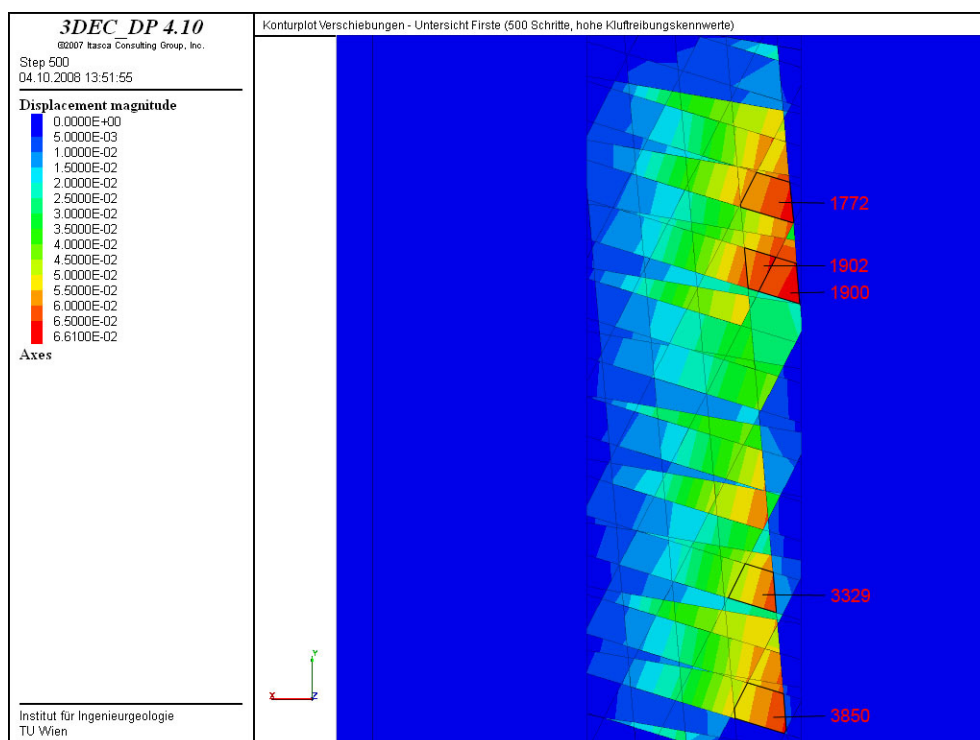 3DEC_DP 4.10
©2007 Itasca Consulting Group, Inc.
Step 500
04.10.2008 13:51:55
Displacement magnitude
0.0000E+00
5.0000E-03
1.0000E-02
1.5000E-02
2.0000E-02
2.5000E-02
3.0000E-02
3.5000E-02
4.0000E-02
4.5000E-02
5.0000E-02
5.5000E-02
6.0000E-02
6.5000E-02
6.6100E-02
Axes
Institut für Ingenieurgeologie
TU Wien
Konturplot Verschiebungen - Untersicht Firste (500 Schritte, hohe Kluftreibungskennwerte)
1772
1902
1900
3329
3850
Y
X
Z